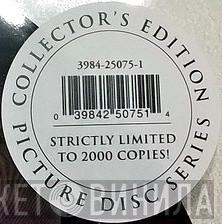 COLLECTOR'S EDITION
3984-25075-1
0 39842 50751 4
STRICTLY LIMITED
TO 2000 COPIES!
PICTURE DISC SERIES